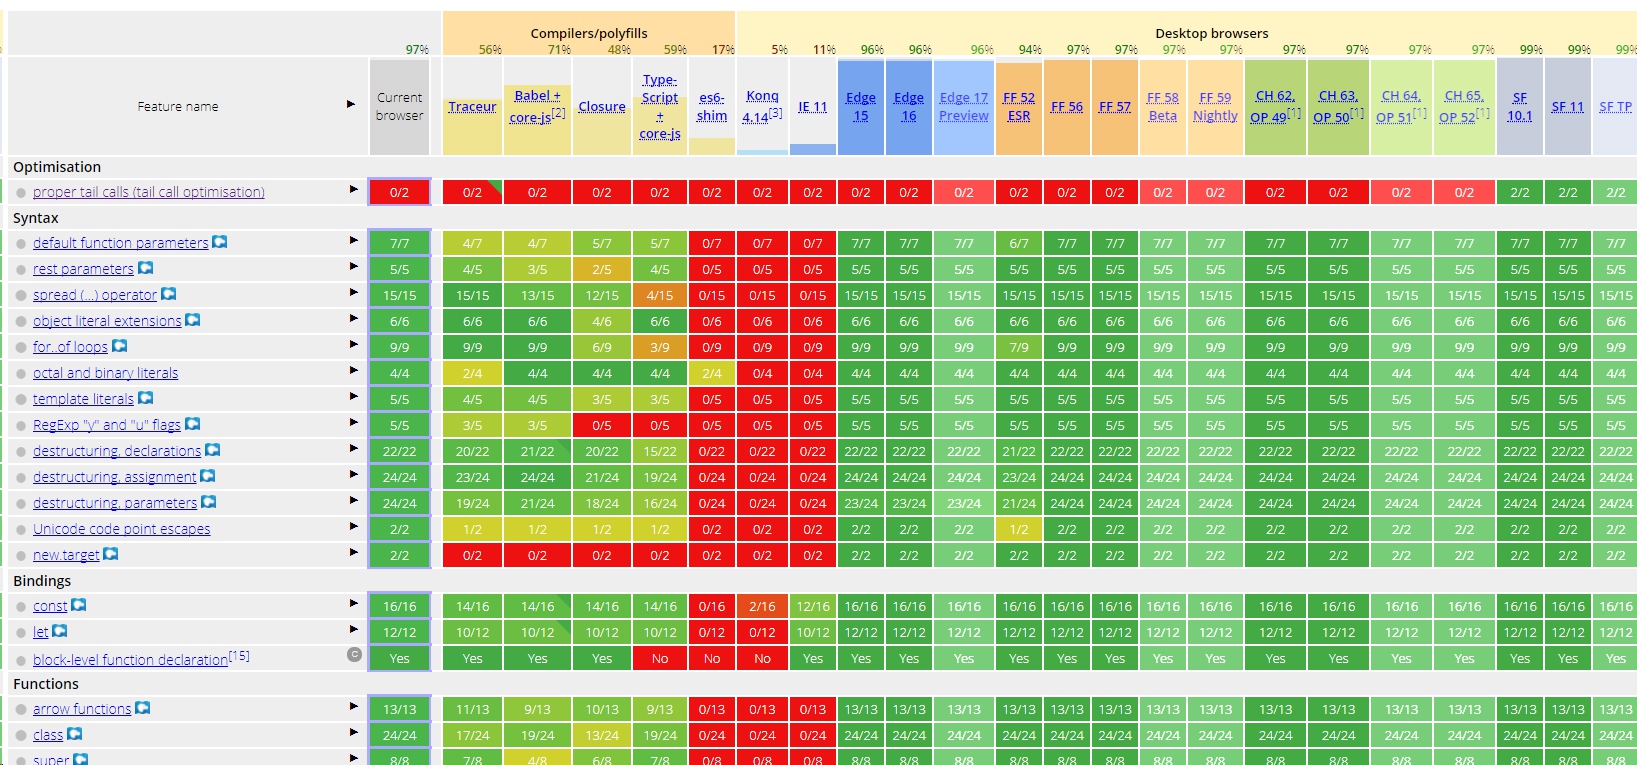 Compilers/polyfills Desktop browsers
97% 56% 71% 48% 59% 17% 5% 11% 96% 96% 96% 94% 97% 97% 97% 97% 97% 97% 97% 97% 99% 99% 99%
Feature name Current browser Traceur Babel + core-js[2] Closure Type-Script + core-js es6-shim Konq 4.14[3] IE 11 Edge 15 Edge 16 Edge 17 Preview FF 52 ESR FF 56 FF 57 FF 58 Beta FF 59 Nightly CH 62, OP 49[1] CH 63, OP 50[1] CH 64, OP 51[1] CH 65, OP 52[1] SF 10.1 SF 11 SF TP
Optimisation
proper tail calls (tail call optimisation) 0/2 0/2 0/2 0/2 0/2 0/2 0/2 0/2 0/2 0/2 0/2 0/2 0/2 0/2 0/2 0/2 0/2 0/2 0/2 0/2 2/2 2/2 2/2
Syntax
default function parameters 7/7 4/7 4/7 5/7 5/7 0/7 0/7 0/7 7/7 7/7 7/7 6/7 7/7 7/7 7/7 7/7 7/7 7/7 7/7 7/7 7/7 7/7 7/7
rest parameters 5/5 4/5 3/5 2/5 4/5 0/5 0/5 0/5 5/5 5/5 5/5 5/5 5/5 5/5 5/5 5/5 5/5 5/5 5/5 5/5 5/5 5/5 5/5
spread (...) operator 15/15 15/15 13/15 12/15 4/15 0/15 0/15 0/15 15/15 15/15 15/15 15/15 15/15 15/15 15/15 15/15 15/15 15/15 15/15 15/15 15/15 15/15 15/15
object literal extensions 6/6 6/6 6/6 4/6 6/6 0/6 0/6 0/6 6/6 6/6 6/6 6/6 6/6 6/6 6/6 6/6 6/6 6/6 6/6 6/6 6/6 6/6 6/6
for..of loops 9/9 9/9 9/9 6/9 3/9 0/9 0/9 0/9 9/9 9/9 9/9 7/9 9/9 9/9 9/9 9/9 9/9 9/9 9/9 9/9 9/9 9/9 9/9
octal and binary literals 4/4 2/4 4/4 4/4 4/4 2/4 0/4 0/4 4/4 4/4 4/4 4/4 4/4 4/4 4/4 4/4 4/4 4/4 4/4 4/4 4/4 4/4 4/4
template literals 5/5 4/5 4/5 3/5 3/5 0/5 0/5 0/5 5/5 5/5 5/5 5/5 5/5 5/5 5/5 5/5 5/5 5/5 5/5 5/5 5/5 5/5 5/5
RegExp "y" and "u" flags 5/5 3/5 3/5 0/5 0/5 0/5 0/5 0/5 5/5 5/5 5/5 5/5 5/5 5/5 5/5 5/5 5/5 5/5 5/5 5/5 5/5 5/5 5/5
destructuring, declarations 22/22 20/22 21/22 20/22 15/22 0/22 0/22 0/22 22/22 22/22 22/22 21/22 22/22 22/22 22/22 22/22 22/22 22/22 22/22 22/22 22/22 22/22 22/22
destructuring, assignment 24/24 23/24 24/24 21/24 19/24 0/24 0/24 0/24 24/24 24/24 24/24 23/24 24/24 24/24 24/24 24/24 24/24 24/24 24/24 24/24 24/24 24/24 24/24
destructuring, parameters 24/24 19/24 21/24 18/24 16/24 0/24 0/24 0/24 23/24 23/24 23/24 21/24 24/24 24/24 24/24 24/24 24/24 24/24 24/24 24/24 24/24 24/24 24/24
Unicode code point escapes 2/2 1/2 1/2 1/2 1/2 0/2 0/2 0/2 2/2 2/2 2/2 1/2 2/2 2/2 2/2 2/2 2/2 2/2 2/2 2/2 2/2 2/2 2/2
new.target 2/2 0/2 0/2 0/2 0/2 0/2 0/2 0/2 2/2 2/2 2/2 2/2 2/2 2/2 2/2 2/2 2/2 2/2 2/2 2/2 2/2 2/2 2/2
Bindings
const 16/16 14/16 14/16 14/16 14/16 0/16 2/16 12/16 16/16 16/16 16/16 16/16 16/16 16/16 16/16 16/16 16/16 16/16 16/16 16/16 16/16 16/16 16/16
let 12/12 10/12 10/12 10/12 10/12 0/12 0/12 10/12 12/12 12/12 12/12 12/12 12/12 12/12 12/12 12/12 12/12 12/12 12/12 12/12 12/12 12/12 12/12
block-level function declaration[15] C Yes Yes Yes Yes No No No Yes Yes Yes Yes Yes Yes Yes Yes Yes Yes Yes Yes Yes Yes Yes Yes
Functions
arrow functions 13/13 11/13 9/13 10/13 9/13 0/13 0/13 0/13 13/13 13/13 13/13 13/13 13/13 13/13 13/13 13/13 13/13 13/13 13/13 13/13 13/13 13/13 13/13
class 24/24 17/24 19/24 13/24 19/24 0/24 0/24 0/24 24/24 24/24 24/24 24/24 24/24 24/24 24/24 24/24 24/24 24/24 24/24 24/24 24/24 24/24 24/24
super 8/8 7/8 4/8 6/8 7/8 0/8 0/8 0/8 8/8 8/8 8/8 8/8 8/8 8/8 8/8 8/8 8/8 8/8 8/8 8/8 8/8 8/8 8/8